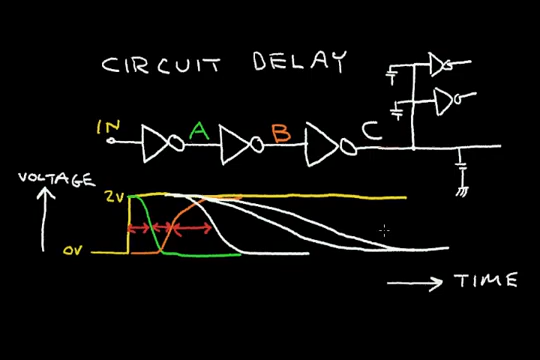 CIRCUIT DELAY
IN A B C
VOLTAGE
2V
0V
TIME